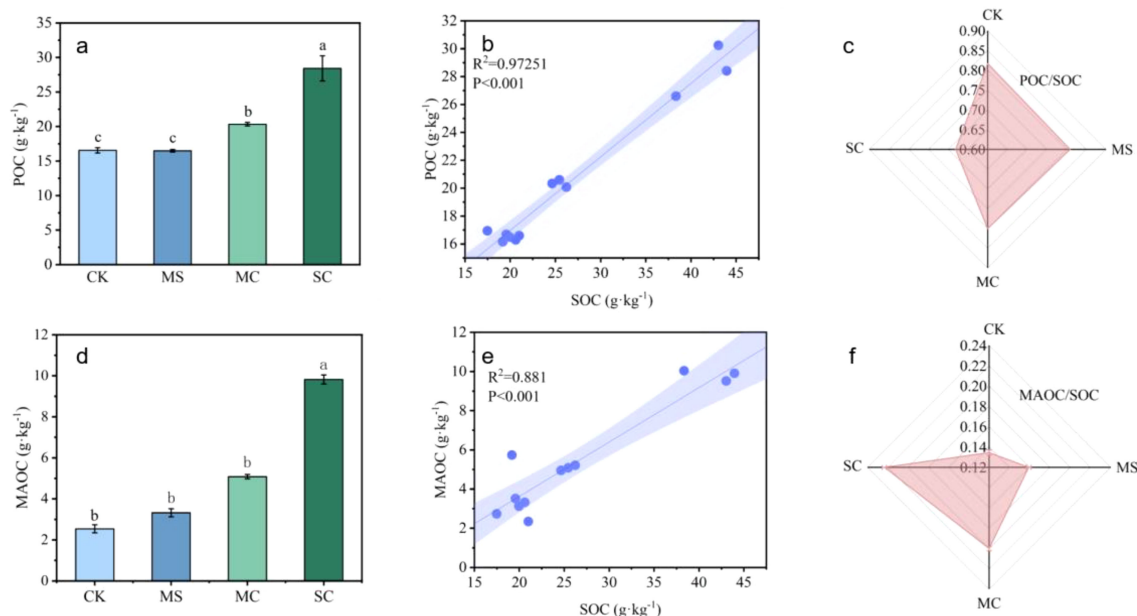 a
POC (g·kg⁻¹)
35
30
25
20
15
10
5
0
c
c
b
a
CK
MS
MC
SC
b
R²=0.97251
P<0.001
POC (g·kg⁻¹)
32
30
28
26
24
22
20
18
16
15
20
25
30
35
40
45
SOC (g·kg⁻¹)
c
CK
0.90
0.85
0.80
0.75
0.70
0.65
0.60
POC/SOC
SC
MS
MC
d
MAOC (g·kg⁻¹)
12
10
8
6
4
2
0
b
b
b
a
CK
MS
MC
SC
e
R²=0.881
P<0.001
MAOC (g·kg⁻¹)
12
10
8
6
4
2
0
15
20
25
30
35
40
45
SOC (g·kg⁻¹)
f
CK
0.24
0.22
0.20
0.18
0.16
0.14
0.12
MAOC/SOC
SC
MS
MC